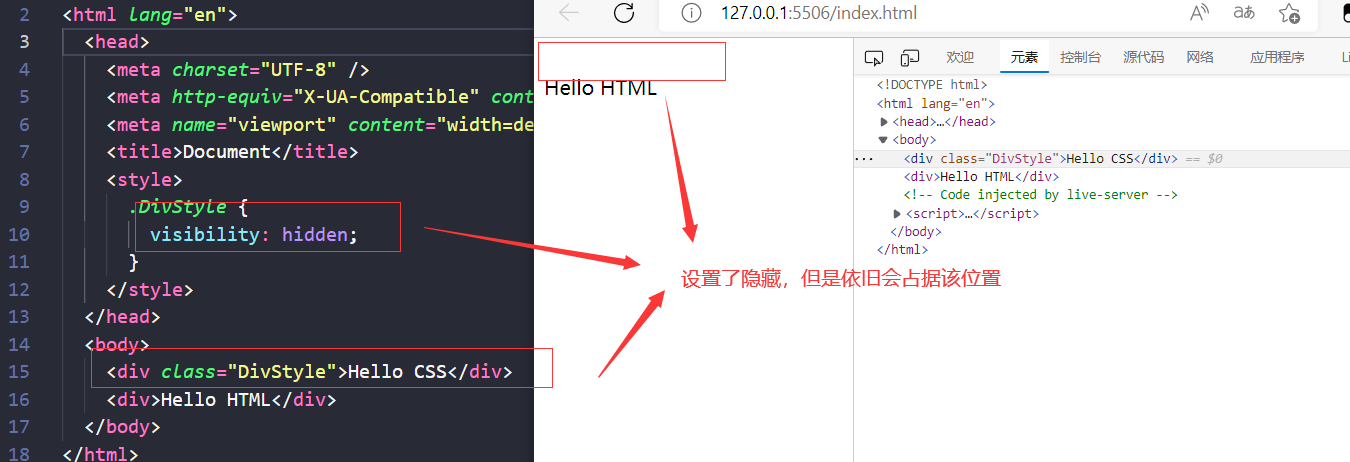 2 <html lang="en">
3 <head>
4 <meta charset="UTF-8" />
5 <meta http-equiv="X-UA-Compatible" cont
6 <meta name="viewport" content="width=de
7 <title>Document</title>
8 <style>
9 .DivStyle {
10 visibility: hidden;
11 }
12 </style>
13 </head>
14 <body>
15 <div class="DivStyle">Hello CSS</div>
16 <div>Hello HTML</div>
17 </body>
18 </html>
127.0.0.1:5506/index.html
Hello HTML
设置了隐藏，但是依旧会占据该位置
欢迎 元素 控制台 源代码 网络 应用程序 Li
<!DOCTYPE html>
<html lang="en">
<head>…</head>
<body>
<div class="DivStyle">Hello CSS</div> == $0
<div>Hello HTML</div>
<!-- Code injected by live-server -->
<script>…</script>
</body>
</html>